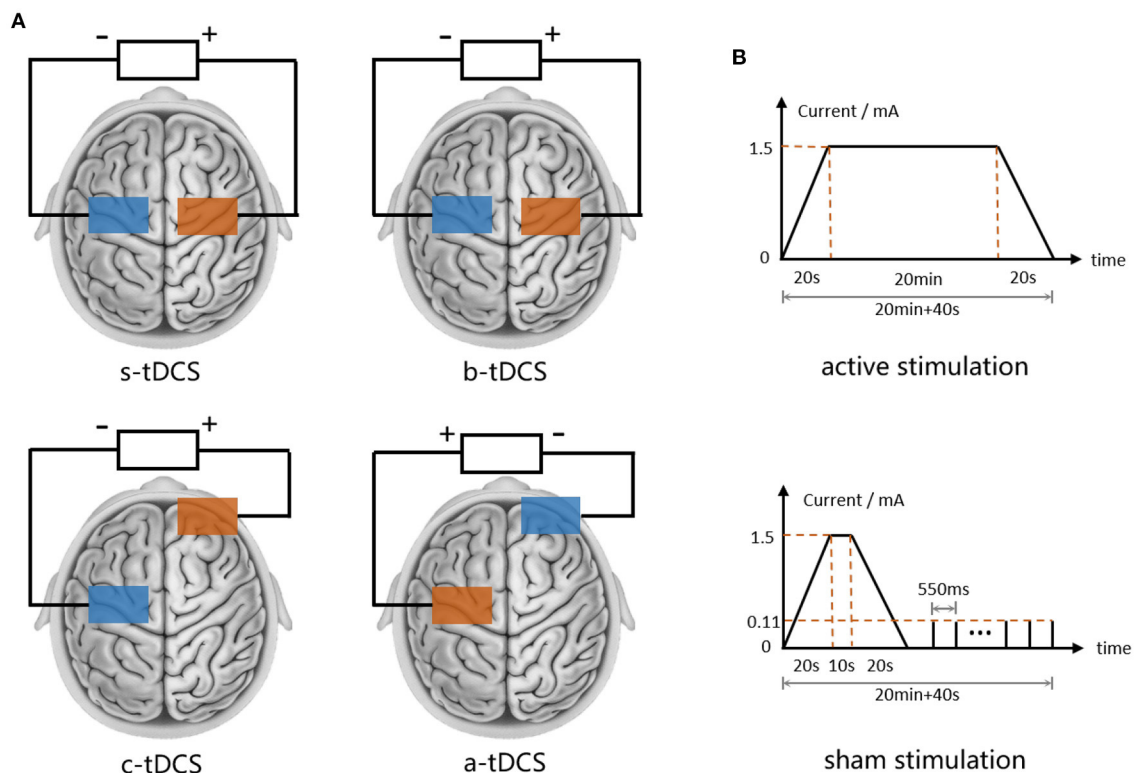 A
- +
- +
s-tDCS
b-tDCS
- +
+ -
c-tDCS
a-tDCS
B
Current / mA
1.5
0
time
20s 20min 20s
20min+40s
active stimulation
Current / mA
1.5
550ms
0.11
•••
0
time
20s 10s 20s
20min+40s
sham stimulation